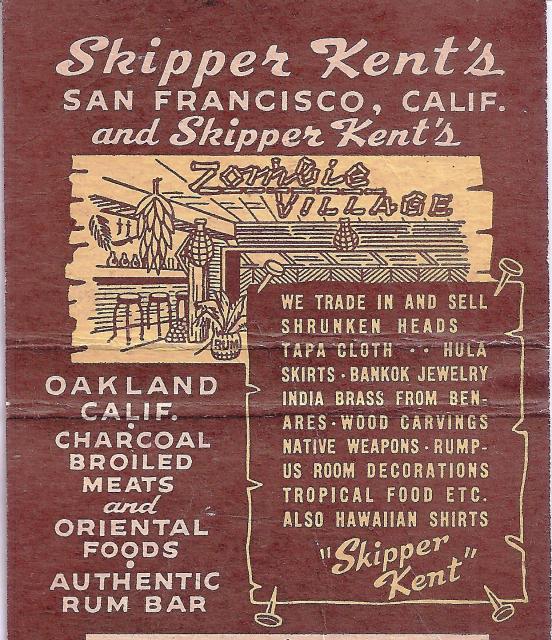 Skipper Kent's
SAN FRANCISCO, CALIF.
and Skipper Kent's
Zombie
VILLAGE
RUM
WE TRADE IN AND SELL
SHRUNKEN HEADS
TAPA CLOTH ·· HULA
SKIRTS · BANKOK JEWELRY
INDIA BRASS FROM BEN-
ARES · WOOD CARVINGS
NATIVE WEAPONS · RUMP-
US ROOM DECORATIONS
TROPICAL FOOD ETC.
ALSO HAWAIIAN SHIRTS
"Skipper
Kent"
OAKLAND
CALIF.
·
CHARCOAL
BROILED
MEATS
and
ORIENTAL
FOODS
·
AUTHENTIC
RUM BAR